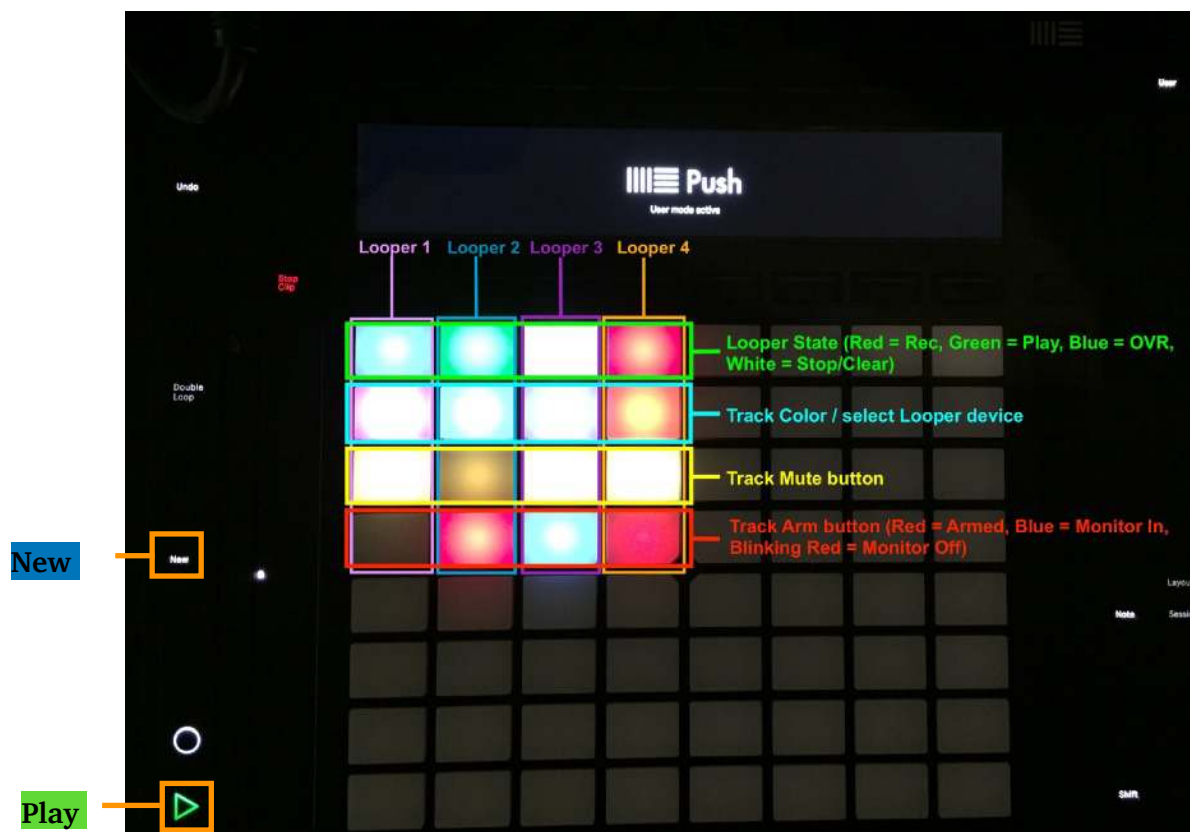 User
Undo
Push
User mode active
Looper 1 Looper 2 Looper 3 Looper 4
Stop
Clip
Looper State (Red = Rec, Green = Play, Blue = OVR,
White = Stop/Clear)
Double
Loop
Track Color / select Looper device
Track Mute button
Track Arm button (Red = Armed, Blue = Monitor In,
Blinking Red = Monitor Off)
New
New
Layou
Note
Sessi
Shift
Play